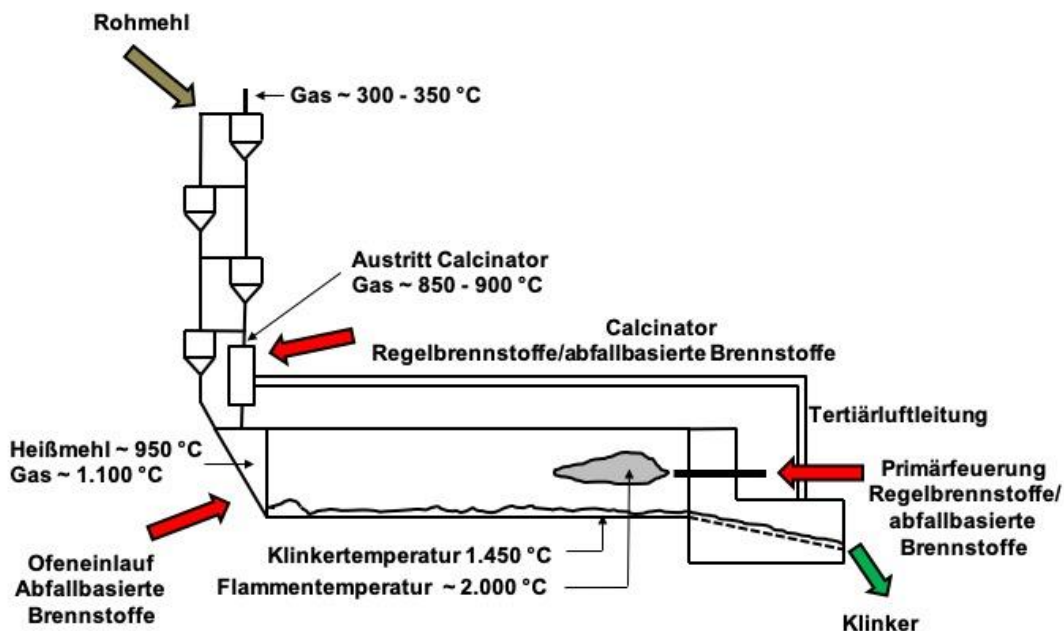 Rohmehl
Gas ~ 300 - 350 °C
Austritt Calcinator
Gas ~ 850 - 900 °C
Calcinator
Regelbrennstoffe/abfallbasierte Brennstoffe
Tertiärluftleitung
Heißmehl ~ 950 °C
Gas ~ 1.100 °C
Primärfeuerung
Regelbrennstoffe/
abfallbasierte
Brennstoffe
Klinkertemperatur 1.450 °C
Flammentemperatur ~ 2.000 °C
Ofeneinlauf
Abfallbasierte
Brennstoffe
Klinker